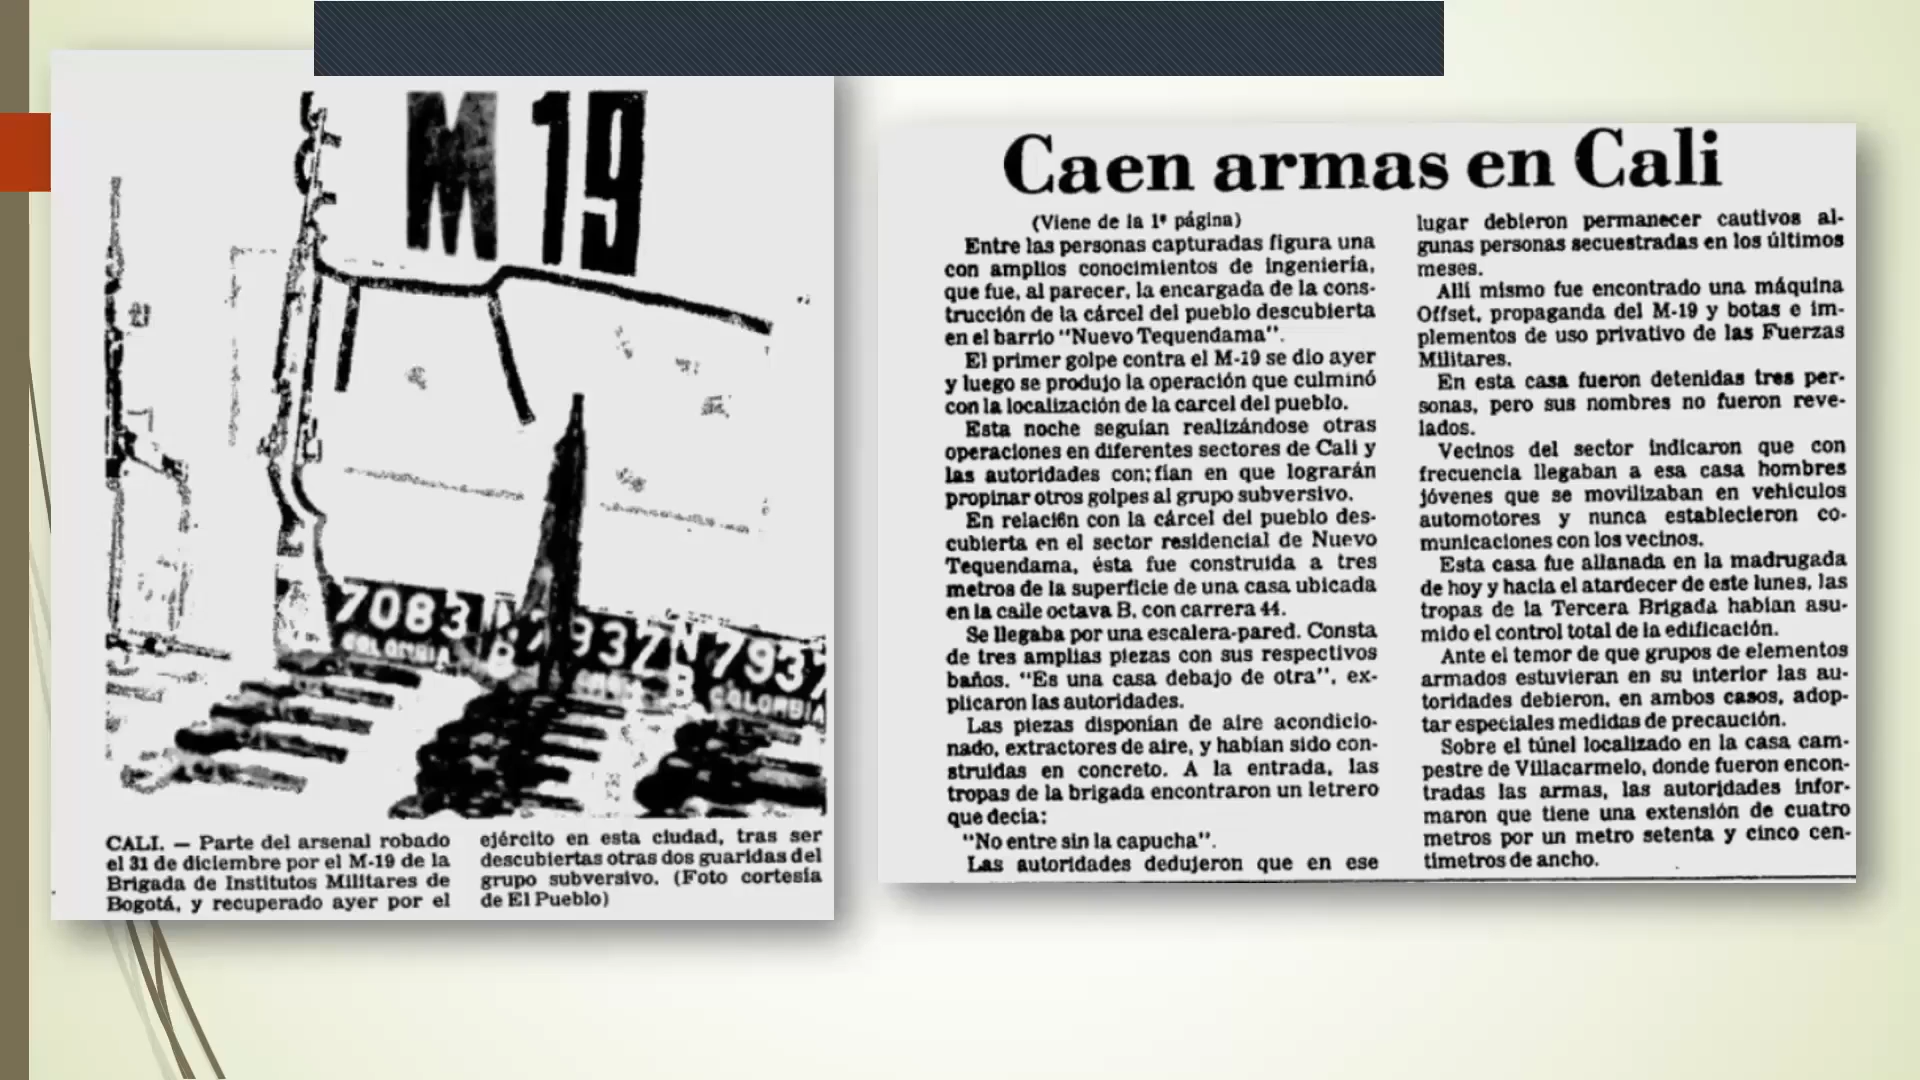 M 19
7083
COLOMBIA
937
N 7937
B
COLOMBIA
CALI. — Parte del arsenal robado
el 31 de diciembre por el M-19 de la
Brigada de Institutos Militares de
Bogotá, y recuperado ayer por el
ejército en esta ciudad, tras ser
descubiertas otras dos guaridas del
grupo subversivo. (Foto cortesía
de El Pueblo)
Caen armas en Cali
(Viene de la 1ª página)
Entre las personas capturadas figura una
con amplios conocimientos de ingeniería,
que fue, al parecer, la encargada de la cons-
trucción de la cárcel del pueblo descubierta
en el barrio "Nuevo Tequendama".
El primer golpe contra el M-19 se dio ayer
y luego se produjo la operación que culminó
con la localización de la carcel del pueblo.
Esta noche seguían realizándose otras
operaciones en diferentes sectores de Cali y
las autoridades con;fían en que lograrán
propinar otros golpes al grupo subversivo.
En relación con la cárcel del pueblo des-
cubierta en el sector residencial de Nuevo
Tequendama, ésta fue construida a tres
metros de la superficie de una casa ubicada
en la calle octava B, con carrera 44.
Se llegaba por una escalera-pared. Consta
de tres amplias piezas con sus respectivos
baños. "Es una casa debajo de otra", ex-
plicaron las autoridades.
Las piezas disponían de aire acondicio-
nado, extractores de aire, y habían sido con-
struidas en concreto. A la entrada, las
tropas de la brigada encontraron un letrero
que decía:
"No entre sin la capucha".
Las autoridades dedujeron que en ese
lugar debieron permanecer cautivos al-
gunas personas secuestradas en los últimos
meses.
Allí mismo fue encontrado una máquina
Offset, propaganda del M-19 y botas e im-
plementos de uso privativo de las Fuerzas
Militares.
En esta casa fueron detenidas tres per-
sonas, pero sus nombres no fueron reve-
lados.
Vecinos del sector indicaron que con
frecuencia llegaban a esa casa hombres
jóvenes que se movilizaban en vehículos
automotores y nunca establecieron co-
municaciones con los vecinos.
Esta casa fue allanada en la madrugada
de hoy y hacia el atardecer de este lunes, las
tropas de la Tercera Brigada habían asu-
mido el control total de la edificación.
Ante el temor de que grupos de elementos
armados estuvieran en su interior las au-
toridades debieron, en ambos casos, adop-
tar especiales medidas de precaución.
Sobre el túnel localizado en la casa cam-
pestre de Villacarmelo, donde fueron encon-
tradas las armas, las autoridades infor-
maron que tiene una extensión de cuatro
metros por un metro setenta y cinco cen-
tímetros de ancho.